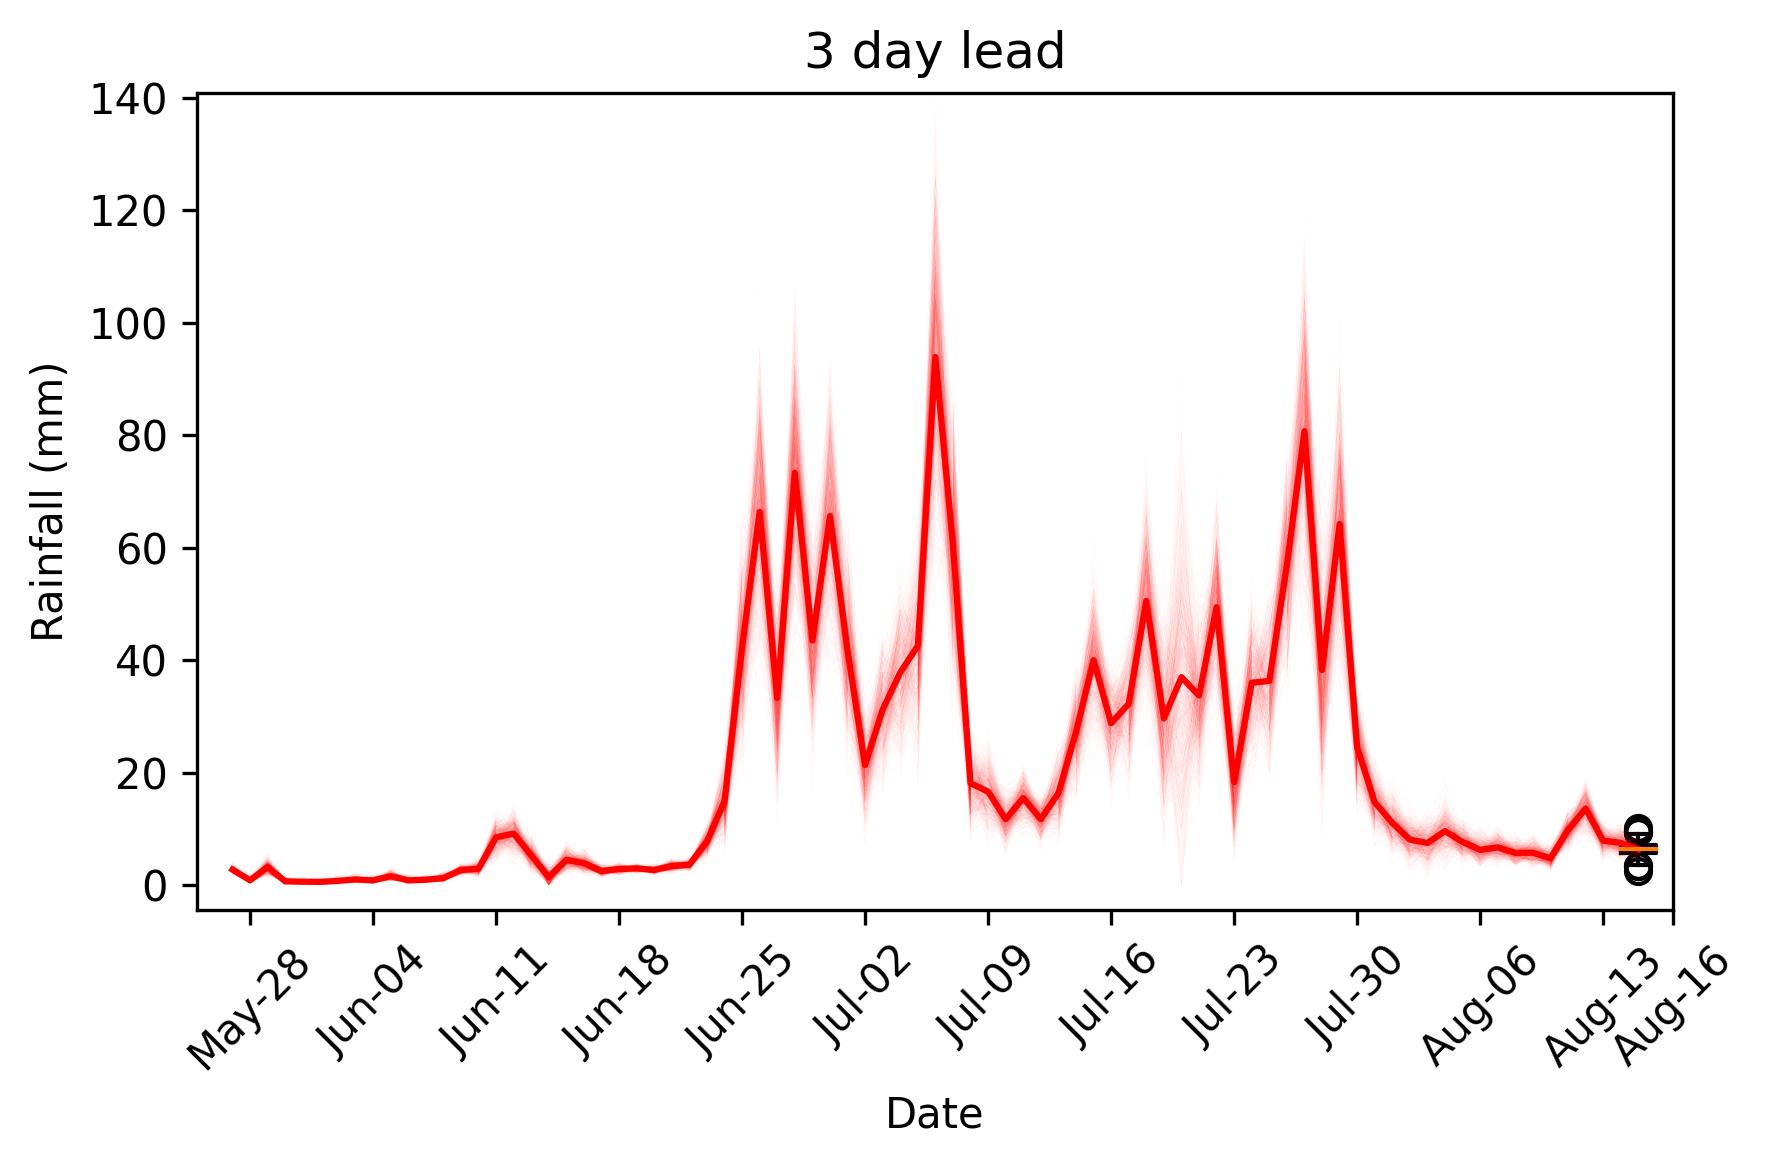 3 day lead
140
120
100
80
60
40
20
0
Rainfall (mm)
May-28
Jun-04
Jun-11
Jun-18
Jun-25
Jul-02
Jul-09
Jul-16
Jul-23
Jul-30
Aug-06
Aug-13
Aug-16
Date